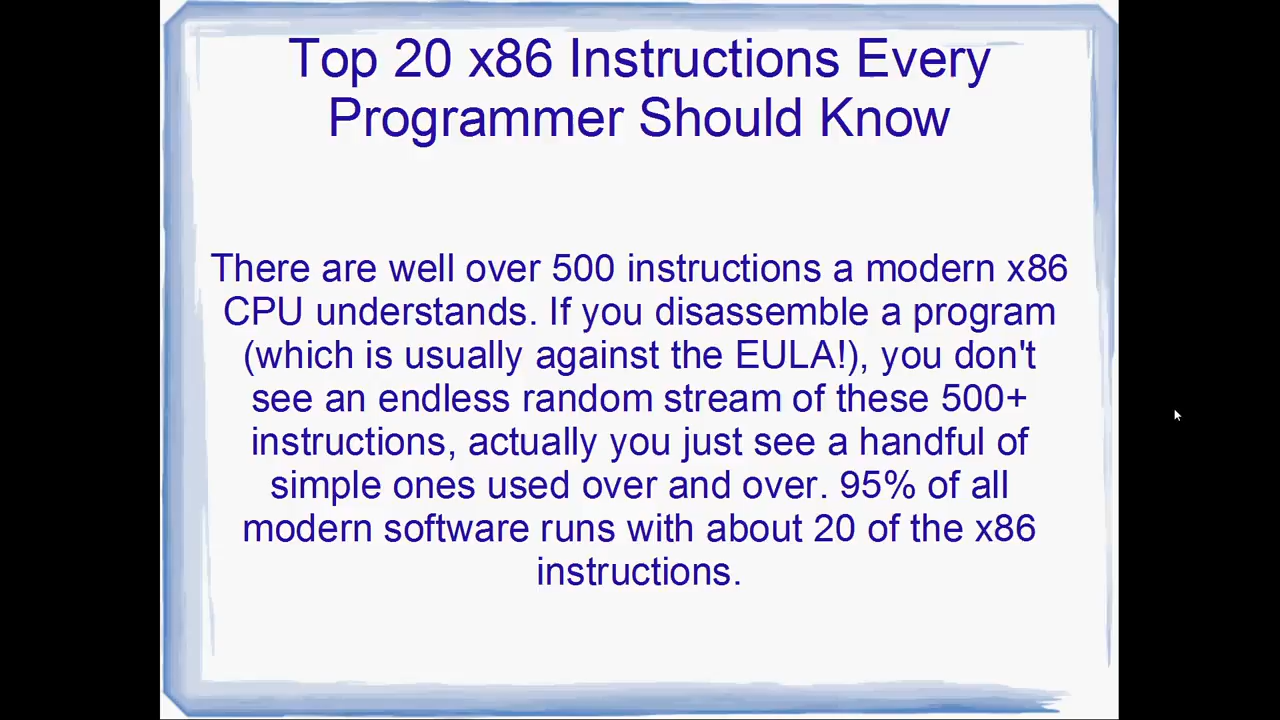 Top 20 x86 Instructions Every
Programmer Should Know
There are well over 500 instructions a modern x86
CPU understands. If you disassemble a program
(which is usually against the EULA!), you don't
see an endless random stream of these 500+
instructions, actually you just see a handful of
simple ones used over and over. 95% of all
modern software runs with about 20 of the x86
instructions.